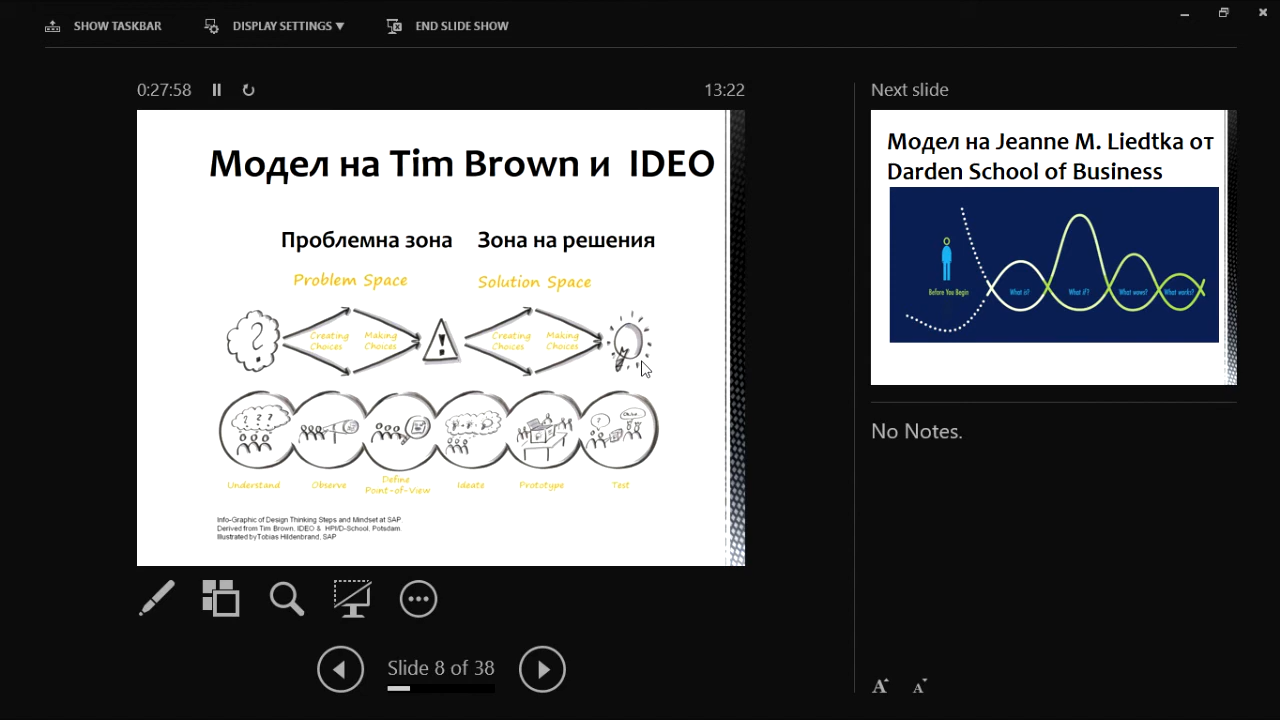 SHOW TASKBAR
DISPLAY SETTINGS ▼
END SLIDE SHOW
0:27:58
13:22
Модел на Tim Brown и IDEO
Проблемна зона
Зона на решения
Problem Space
Solution Space
Creating
Choices
Making
Choices
Creating
Choices
Making
Choices
Understand
Observe
Define
Point-of-View
Ideate
Prototype
Test
Info-Graphic of Design Thinking Steps and Mindset at SAP
Derived from Tim Brown, IDEO & HPI/D-School, Potsdam.
Illustrated by Tobias Hildenbrand, SAP
Slide 8 of 38
Next slide
Модел на Jeanne M. Liedtka от
Darden School of Business
Before You Begin
What is?
What if?
What wows?
What works?
No Notes.